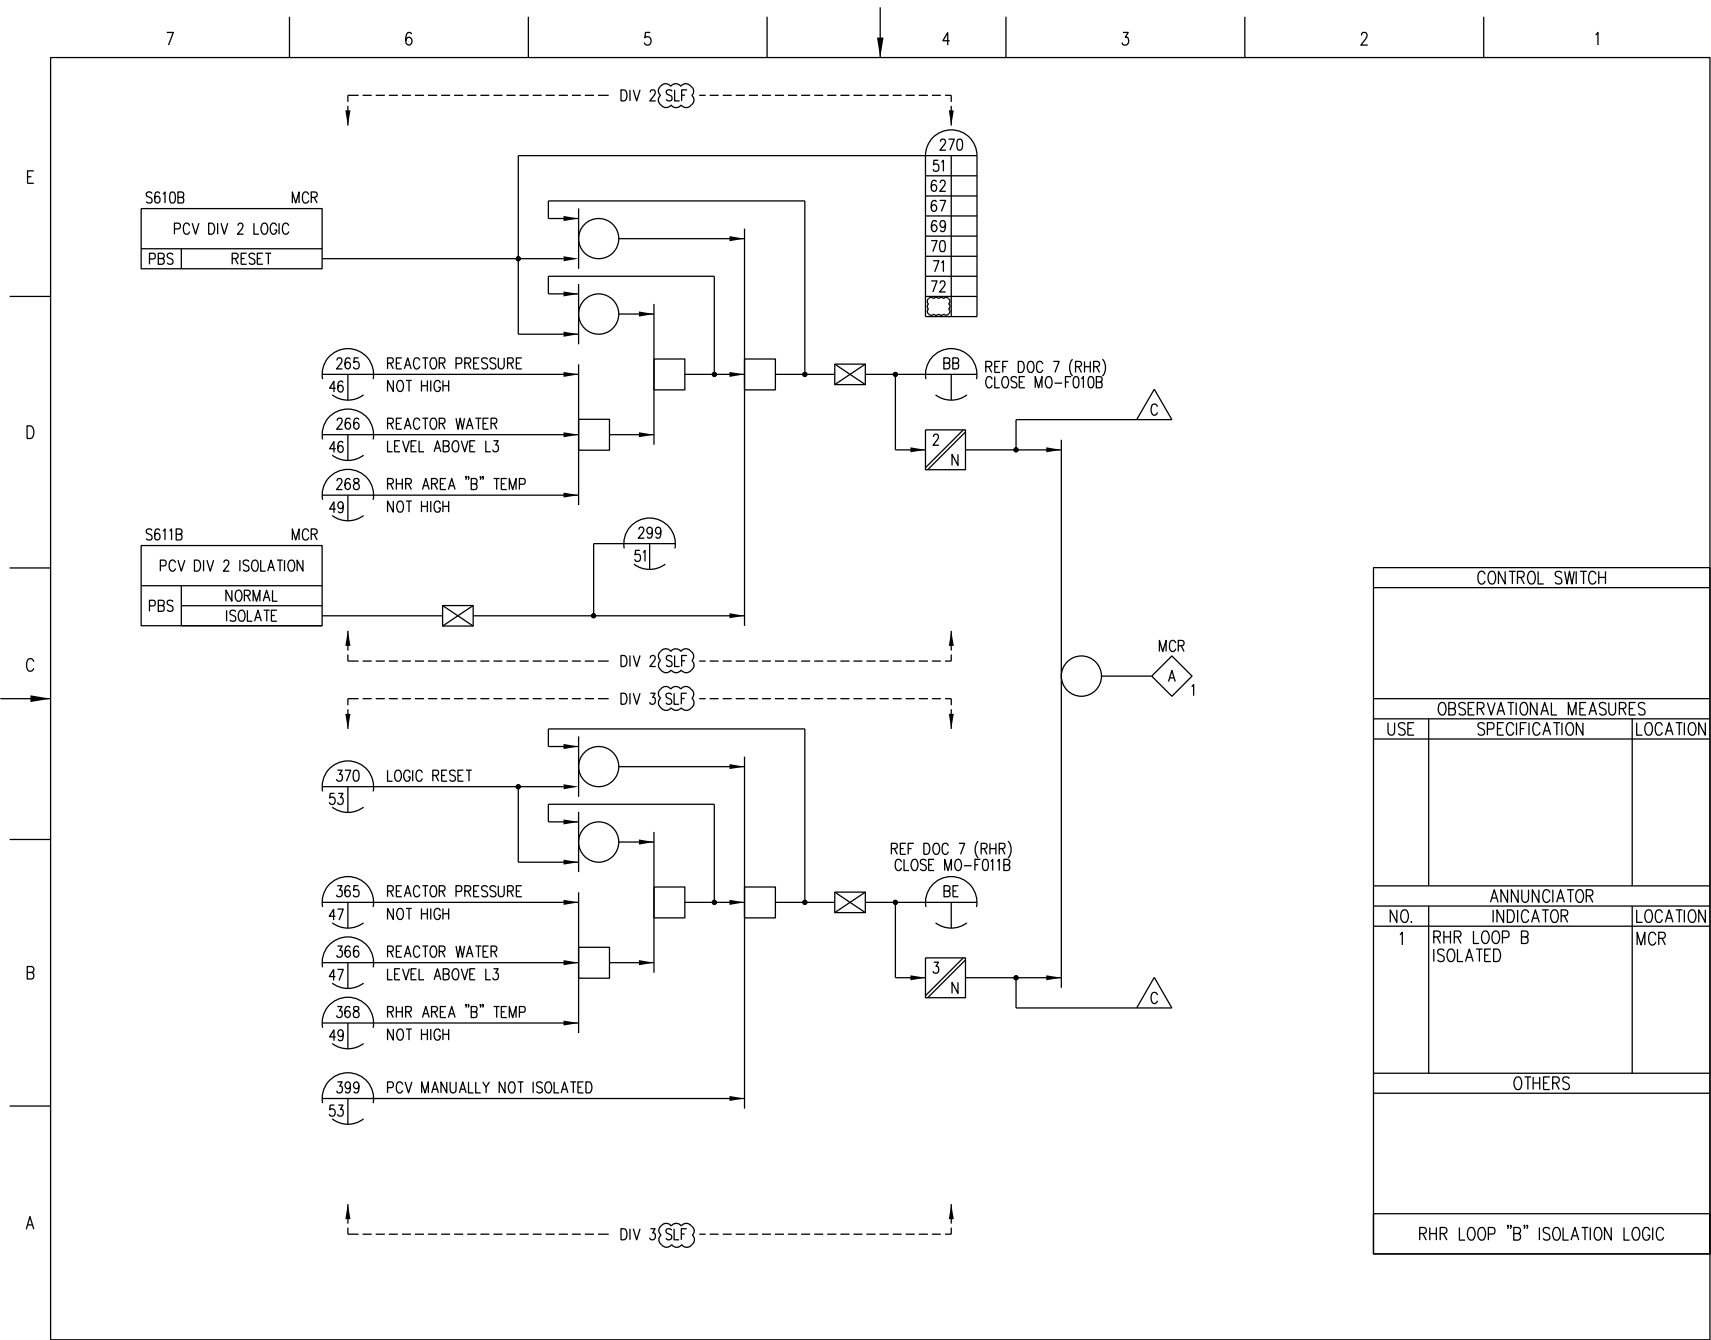 7 6 5 4 3 2 1
DIV 2 SLF
E
270
51
62
67
69
70
71
72
S610B MCR
PCV DIV 2 LOGIC
PBS RESET
D
265 REACTOR PRESSURE
46 NOT HIGH
266 REACTOR WATER
46 LEVEL ABOVE L3
268 RHR AREA "B" TEMP
49 NOT HIGH
BB
REF DOC 7 (RHR)
CLOSE MO-F010B
C
2
N
S611B MCR
PCV DIV 2 ISOLATION
PBS NORMAL
ISOLATE
299
51
DIV 2 SLF
C
MCR
A
1
DIV 3 SLF
370 LOGIC RESET
53
REF DOC 7 (RHR)
CLOSE MO-F011B
BE
B
365 REACTOR PRESSURE
47 NOT HIGH
366 REACTOR WATER
47 LEVEL ABOVE L3
368 RHR AREA "B" TEMP
49 NOT HIGH
3
N
C
399 PCV MANUALLY NOT ISOLATED
53
A
DIV 3 SLF
CONTROL SWITCH
OBSERVATIONAL MEASURES
USE SPECIFICATION LOCATION
ANNUNCIATOR
NO. INDICATOR LOCATION
1 RHR LOOP B MCR
ISOLATED
OTHERS
RHR LOOP "B" ISOLATION LOGIC